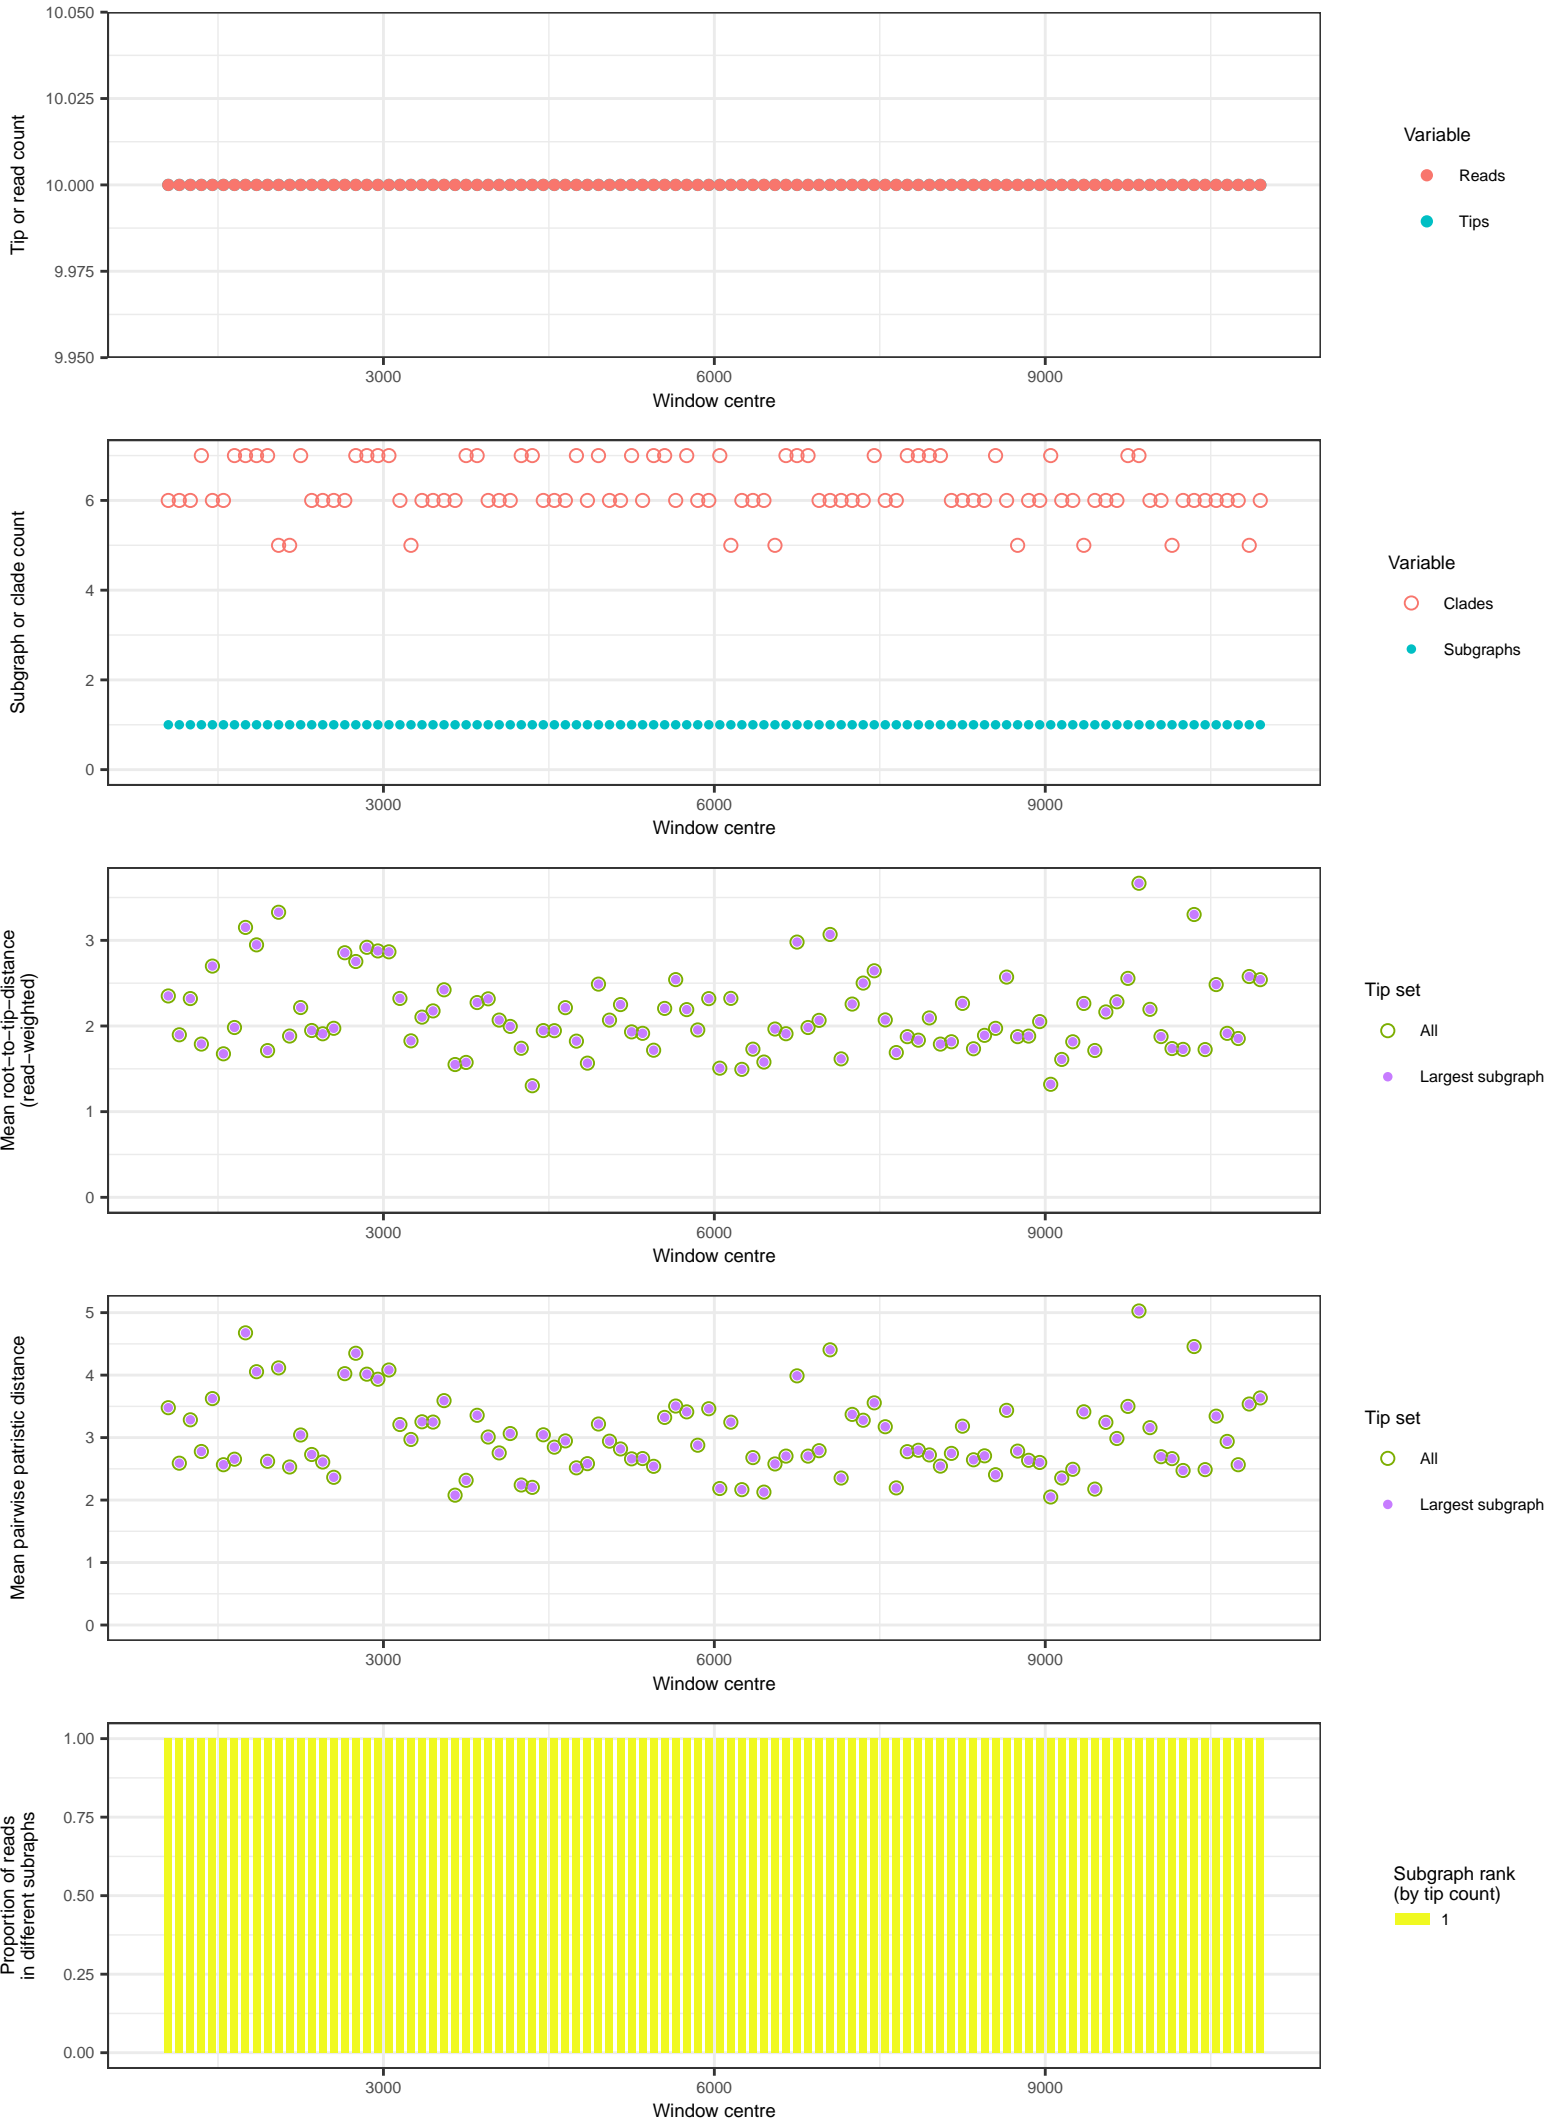 10.050
10.025
10.000
9.975
9.950
Tip or read count
3000
6000
9000
Window centre
Variable
Reads
Tips
6
4
2
0
Subgraph or clade count
3000
6000
9000
Window centre
Variable
Clades
Subgraphs
3
2
1
0
Mean root−to−tip−distance
(read−weighted)
3000
6000
9000
Window centre
Tip set
All
Largest subgraph
5
4
3
2
1
0
Mean pairwise patristic distance
3000
6000
9000
Window centre
Tip set
All
Largest subgraph
1.00
0.75
0.50
0.25
0.00
Proportion of reads
in different subraphs
3000
6000
9000
Window centre
Subgraph rank
(by tip count)
1